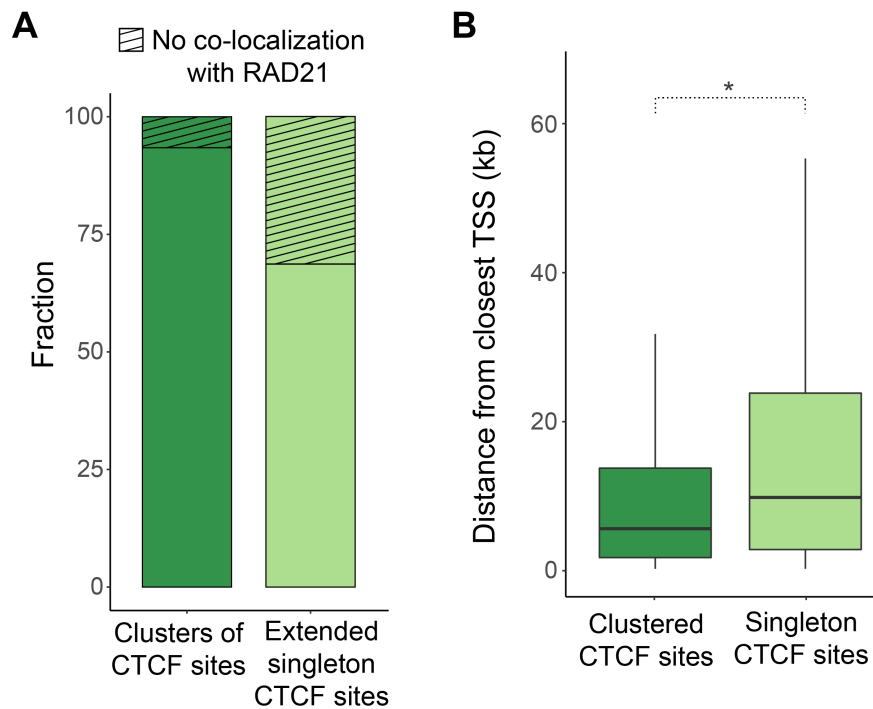 A
No co-localization
with RAD21
100
75
50
25
0
Fraction
Clusters of
CTCF sites
Extended
singleton
CTCF sites
B
*
60
40
20
0
Distance from closest TSS (kb)
Clustered
CTCF sites
Singleton
CTCF sites